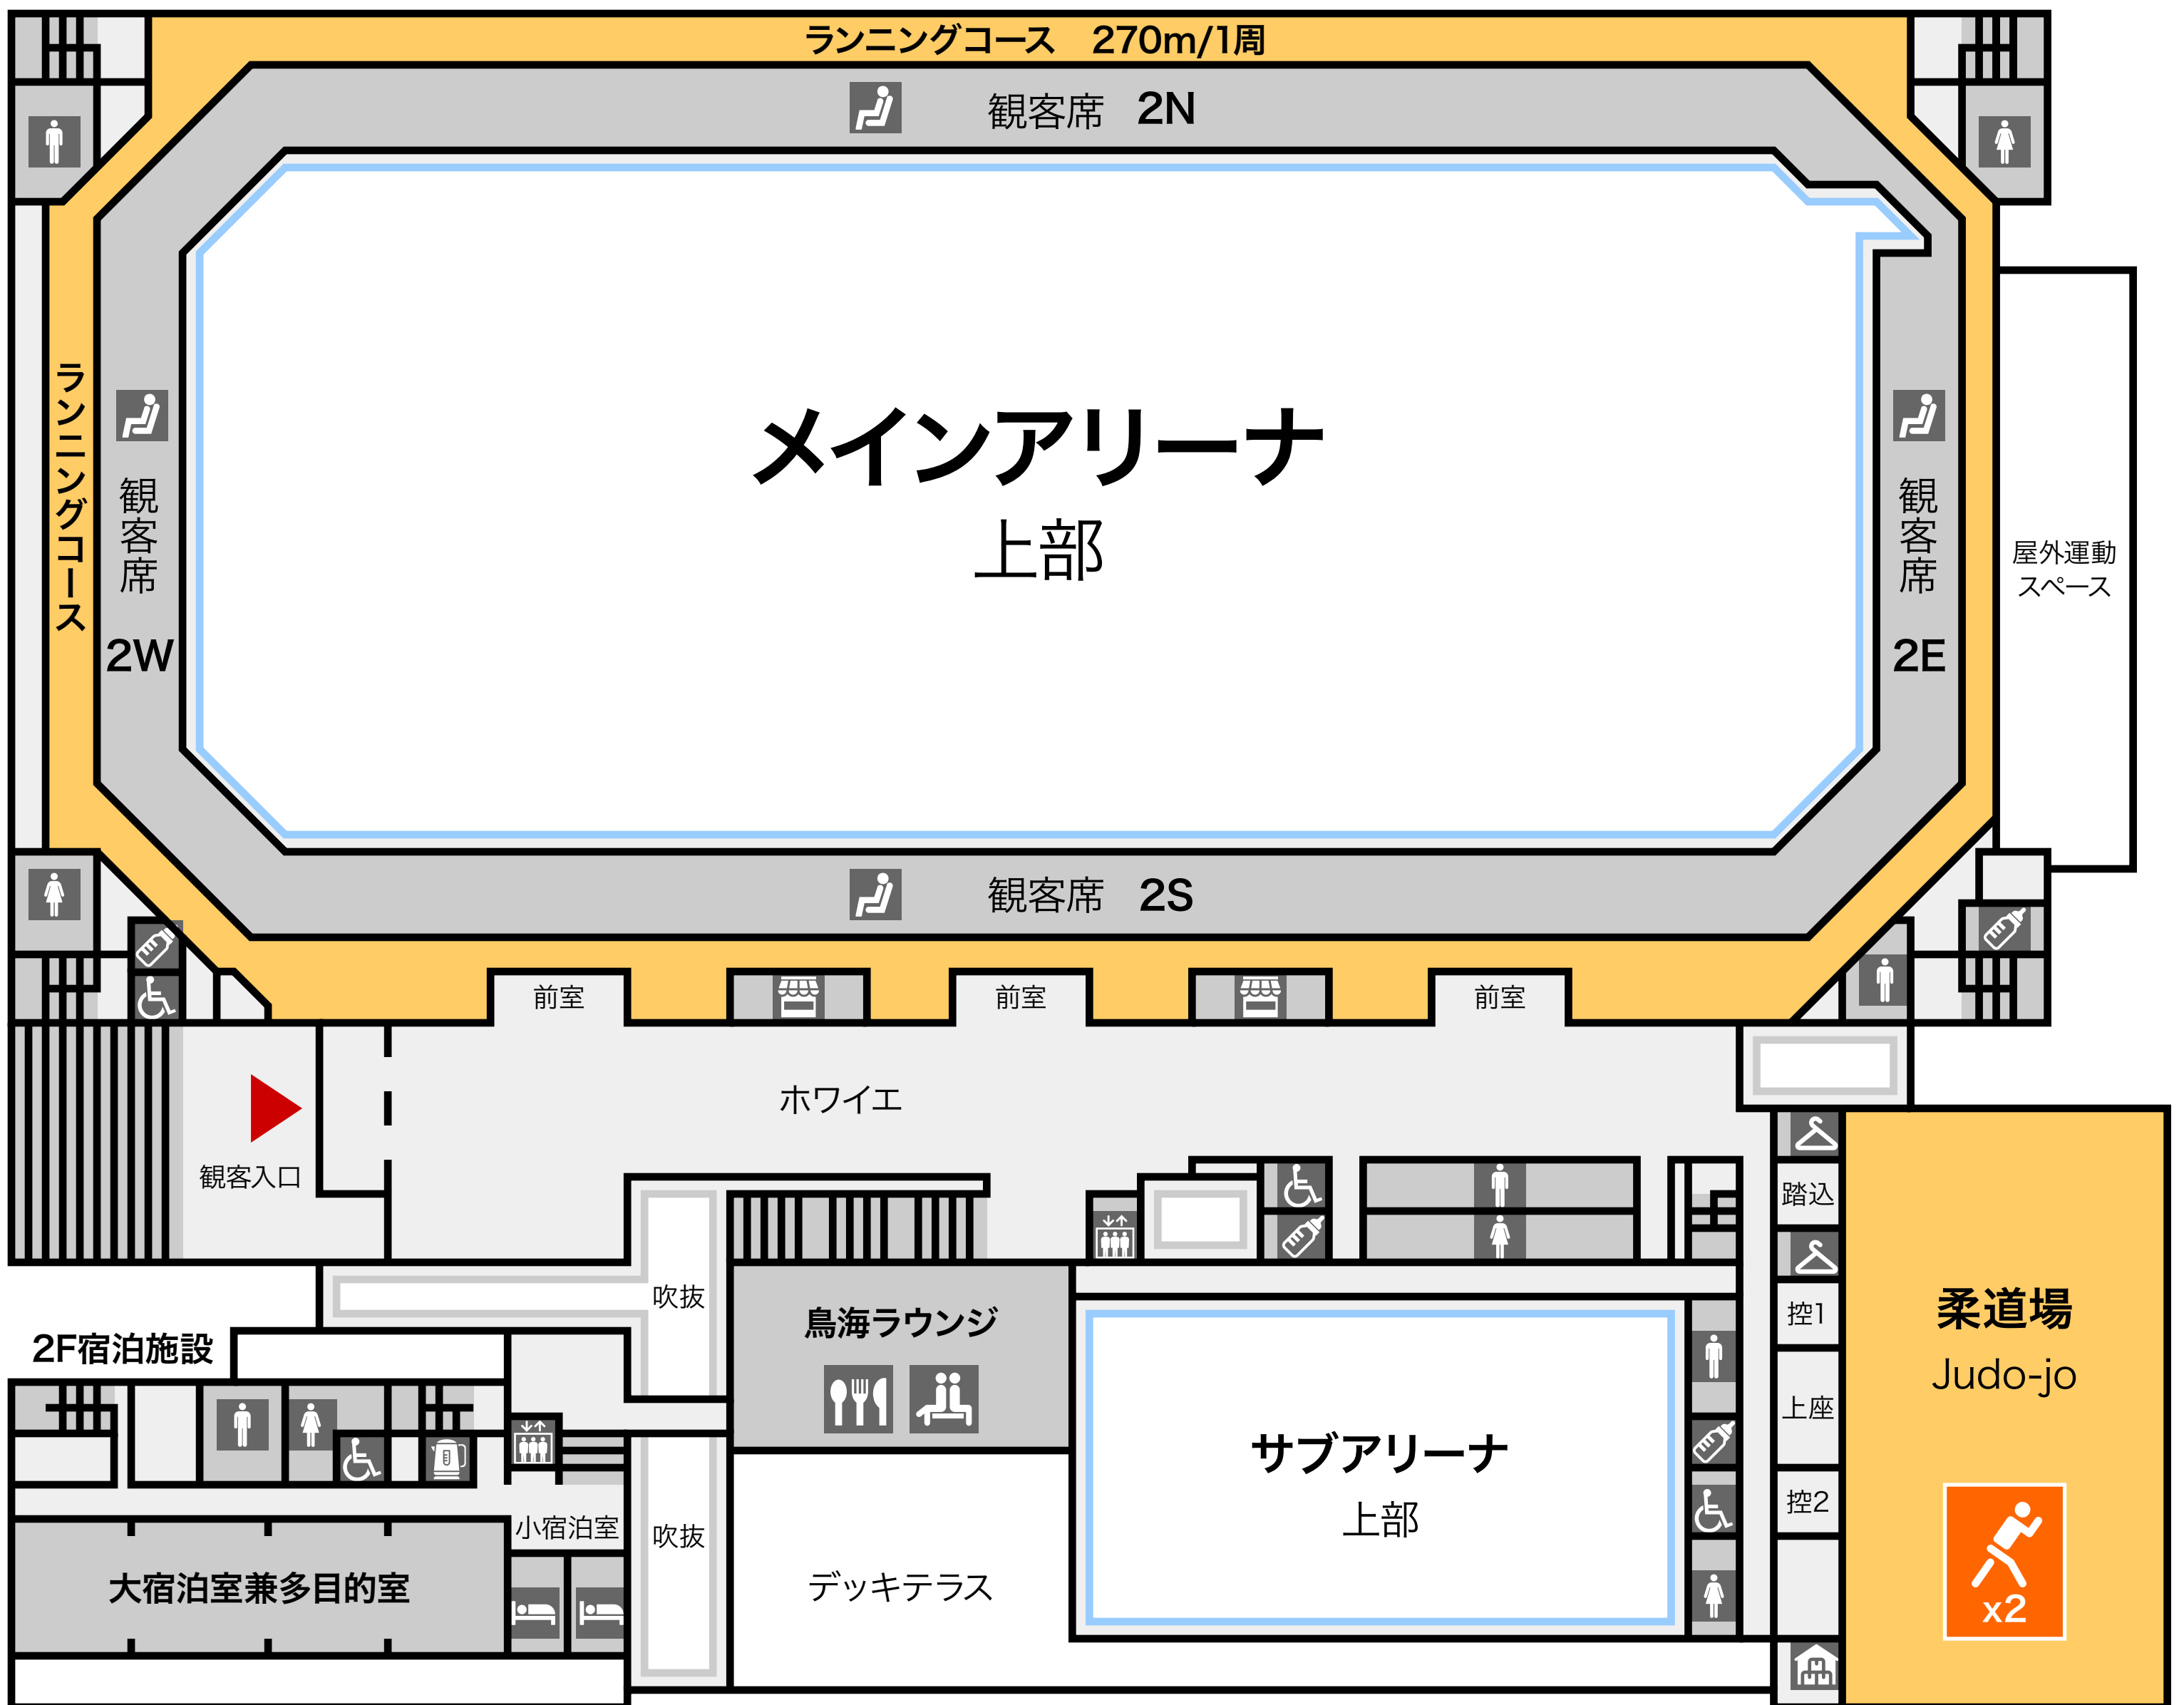 ランニングコース 270m/1周
観客席 2N
メインアリーナ
上部
ランニングコース
観客席
2W
観客席
2E
屋外運動
スペース
観客席 2S
前室
前室
前室
ホワイエ
観客入口
踏込
控1
上座
控2
柔道場
Judo-jo
x2
吹抜
鳥海ラウンジ
2F宿泊施設
サブアリーナ
上部
小宿泊室
吹抜
大宿泊室兼多目的室
デッキテラス